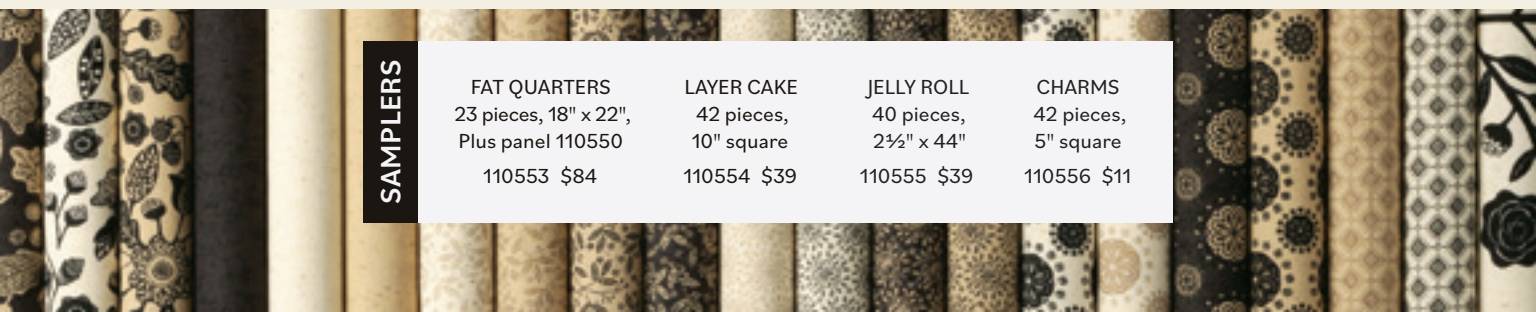 SAMPLERS
FAT QUARTERS
23 pieces, 18" x 22",
Plus panel 110550
110553 $84
LAYER CAKE
42 pieces,
10" square
110554 $39
JELLY ROLL
40 pieces,
2½" x 44"
110555 $39
CHARMS
42 pieces,
5" square
110556 $11